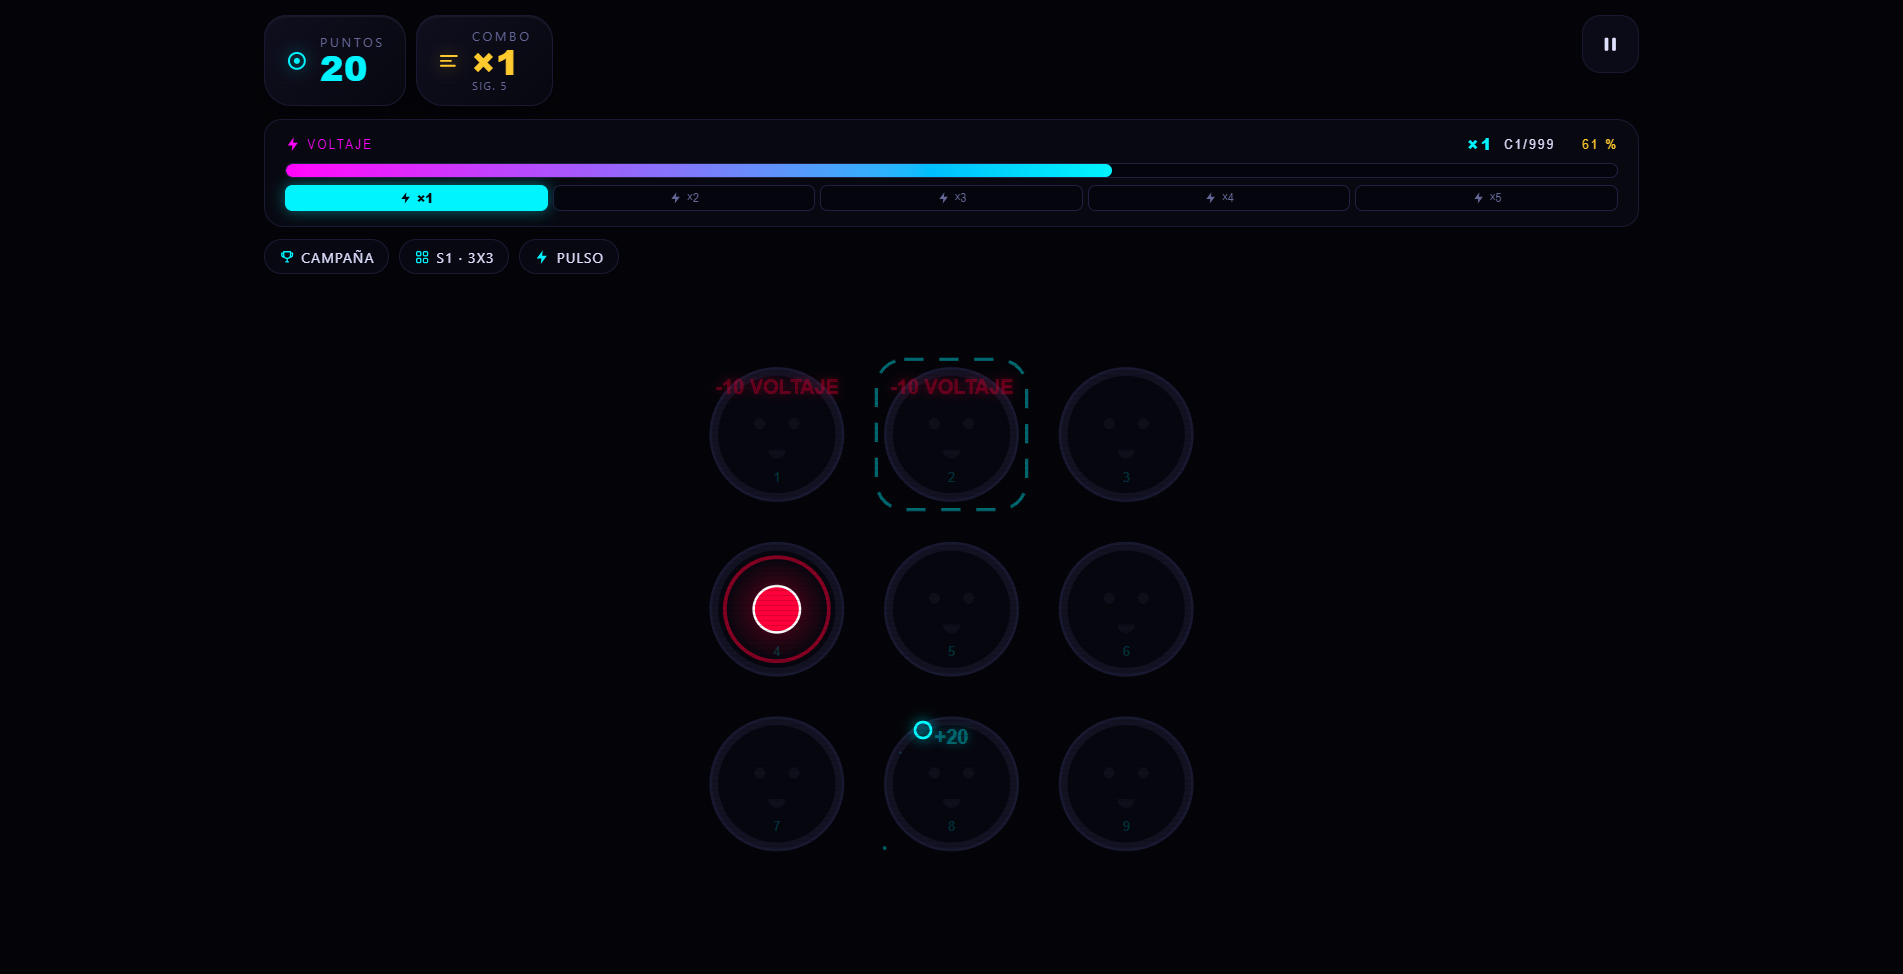 PUNTOS
20
COMBO
×1
SIG. 5
VOLTAJE
×1 C1/999 61 %
×1 ×2 ×3 ×4 ×5
CAMPAÑA
S1 · 3X3
PULSO
-10 VOLTAJE
-10 VOLTAJE
1 2 3
4 5 6
+20
7 8 9